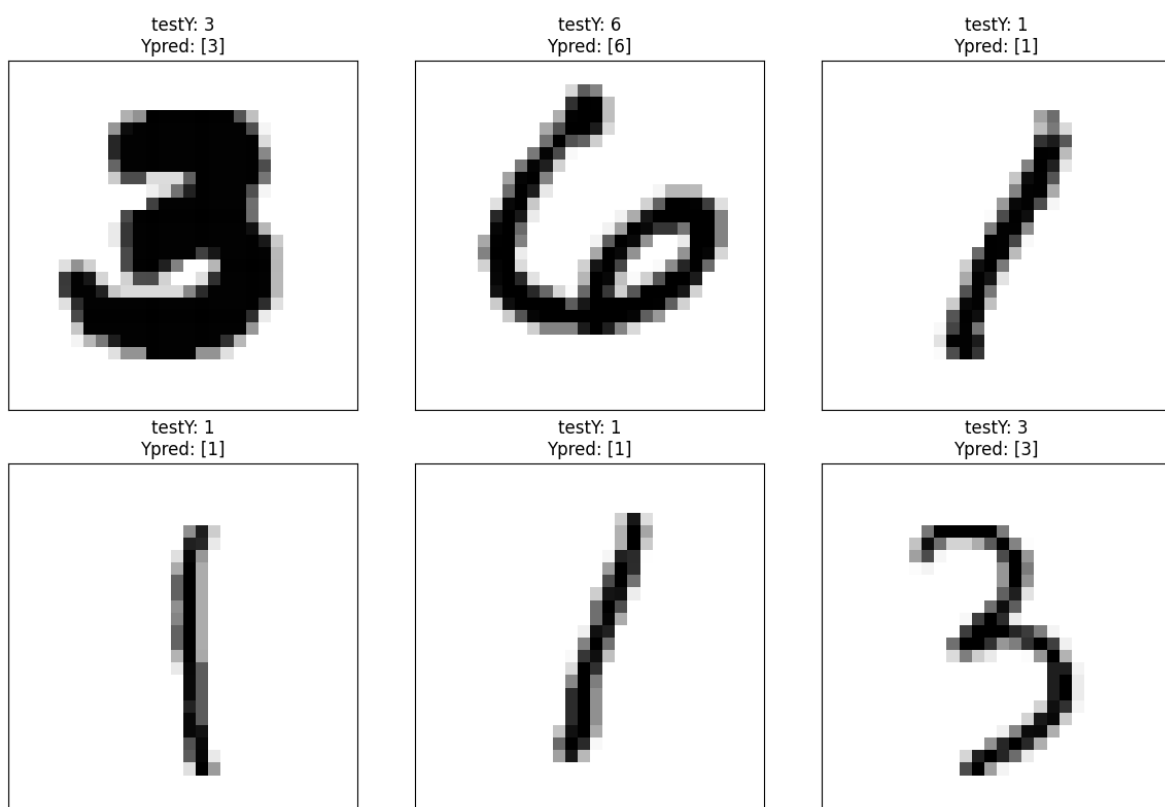 testY: 3
Ypred: [3]
testY: 6
Ypred: [6]
testY: 1
Ypred: [1]
3
6
1
testY: 1
Ypred: [1]
testY: 1
Ypred: [1]
testY: 3
Ypred: [3]
1
1
3